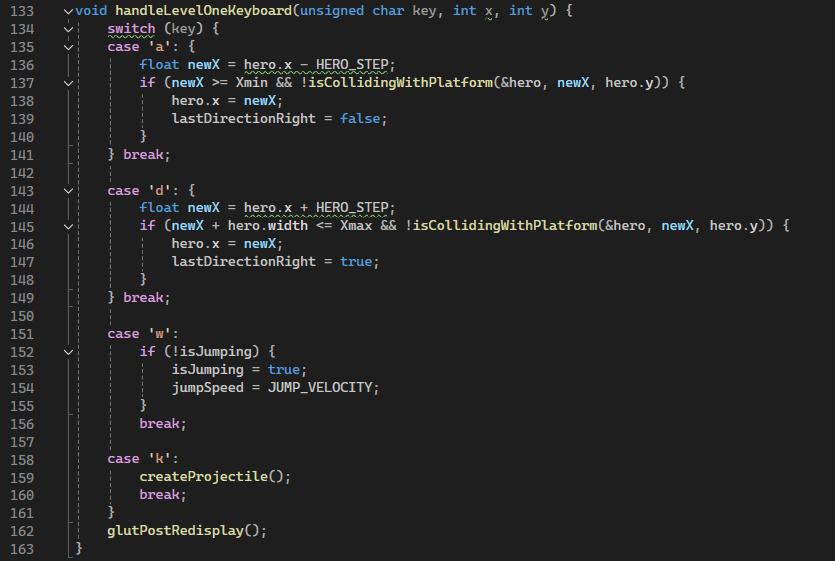 133 void handleLevelOneKeyboard(unsigned char key, int x, int y) {
134     switch (key) {
135     case 'a': {
136         float newX = hero.x - HERO_STEP;
137         if (newX >= Xmin && !isCollidingWithPlatform(&hero, newX, hero.y)) {
138             hero.x = newX;
139             lastDirectionRight = false;
140         }
141     } break;
142
143     case 'd': {
144         float newX = hero.x + HERO_STEP;
145         if (newX + hero.width <= Xmax && !isCollidingWithPlatform(&hero, newX, hero.y)) {
146             hero.x = newX;
147             lastDirectionRight = true;
148         }
149     } break;
150
151     case 'w':
152         if (!isJumping) {
153             isJumping = true;
154             jumpSpeed = JUMP_VELOCITY;
155         }
156         break;
157
158     case 'k':
159         createProjectile();
160         break;
161     }
162     glutPostRedisplay();
163 }